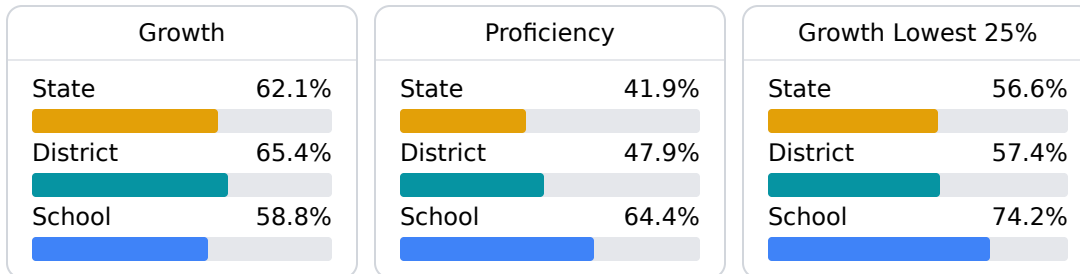 Growth
State 62.1%
District 65.4%
School 58.8%
Proficiency
State 41.9%
District 47.9%
School 64.4%
Growth Lowest 25%
State 56.6%
District 57.4%
School 74.2%